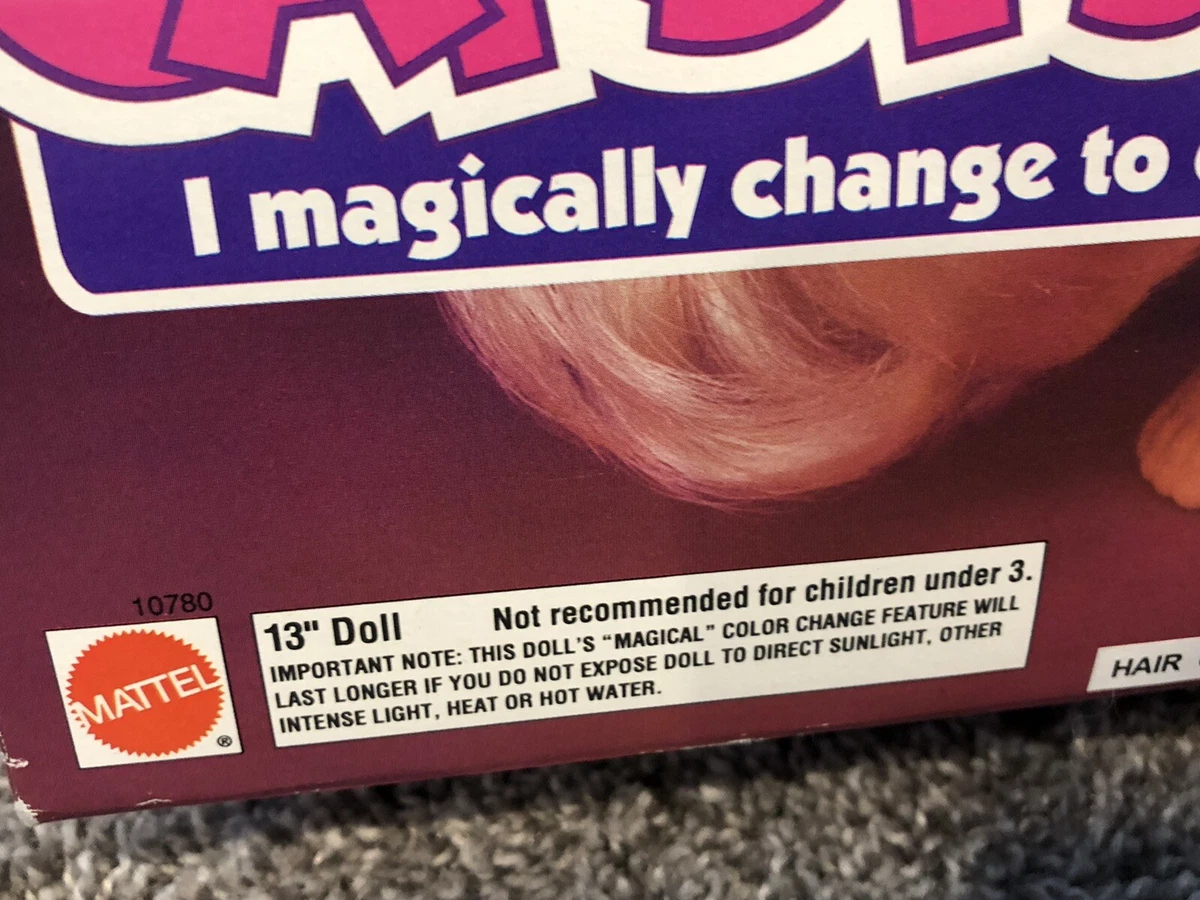 I magically change to
10780
MATTEL
®
13" Doll Not recommended for children under 3.
IMPORTANT NOTE: THIS DOLL'S "MAGICAL" COLOR CHANGE FEATURE WILL
LAST LONGER IF YOU DO NOT EXPOSE DOLL TO DIRECT SUNLIGHT, OTHER
INTENSE LIGHT, HEAT OR HOT WATER.
HAIR